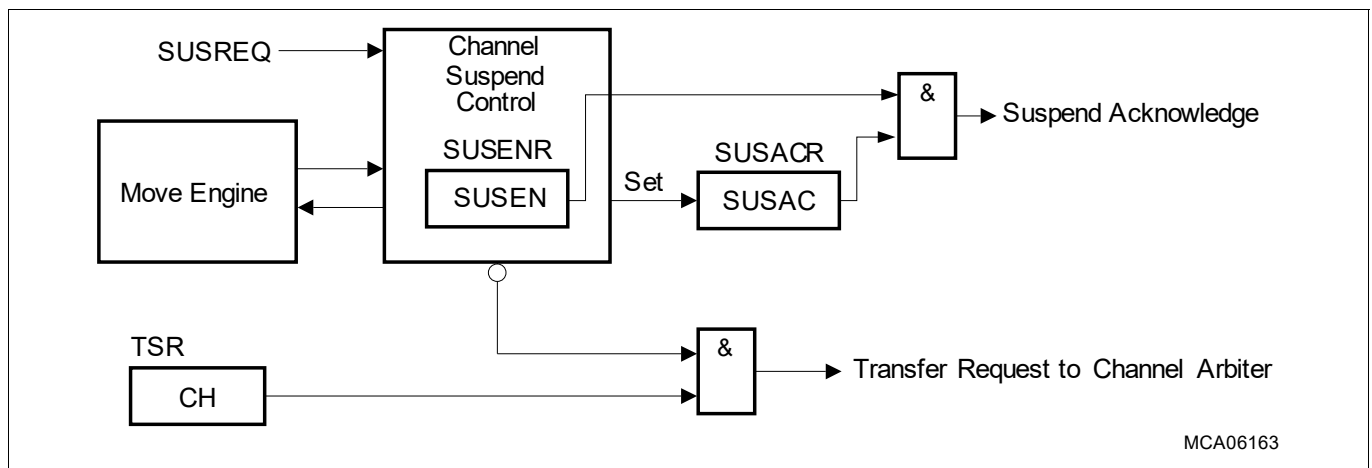 SUSREQ
Channel
Suspend
Control
&
Suspend Acknowledge
SUSENR
SUSACR
Move Engine
SUSEN
Set
SUSAC
TSR
&
Transfer Request to Channel Arbiter
CH
MCA06163